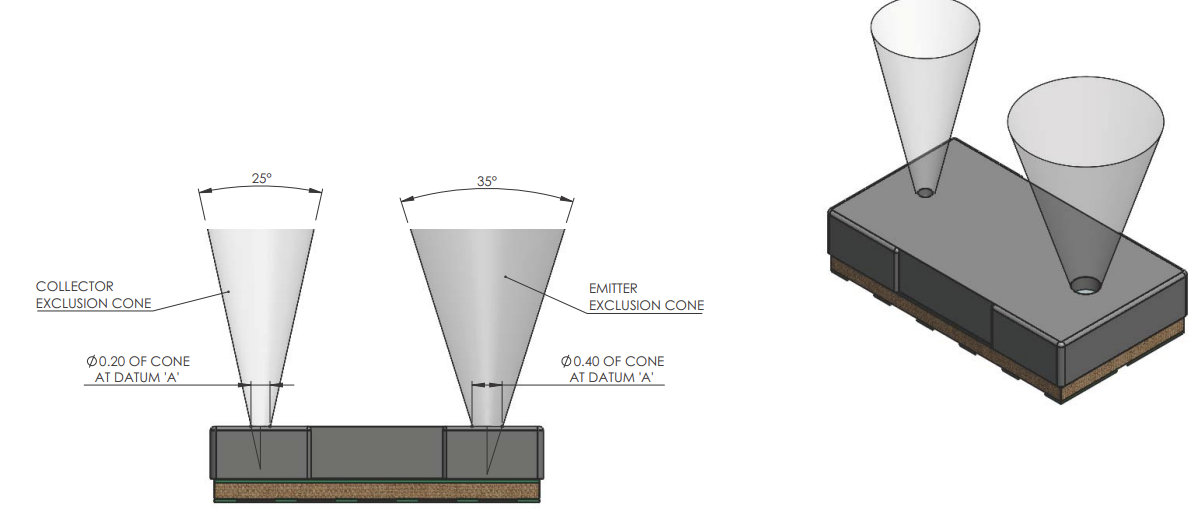 25°
35°
COLLECTOR
EXCLUSION CONE
EMITTER
EXCLUSION CONE
Ø0.20 OF CONE
AT DATUM 'A'
Ø0.40 OF CONE
AT DATUM 'A'